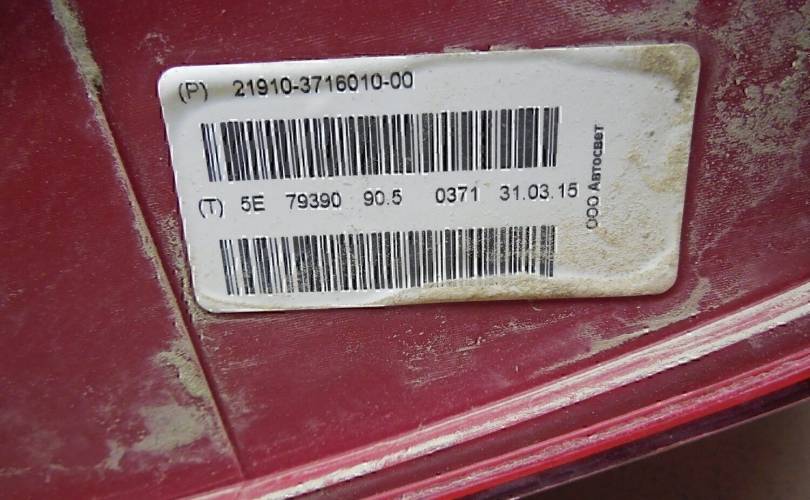 (P) 21910-3716010-00
(T) 5E 79390 90.5 0371 31.03.15
ООО Автосвет